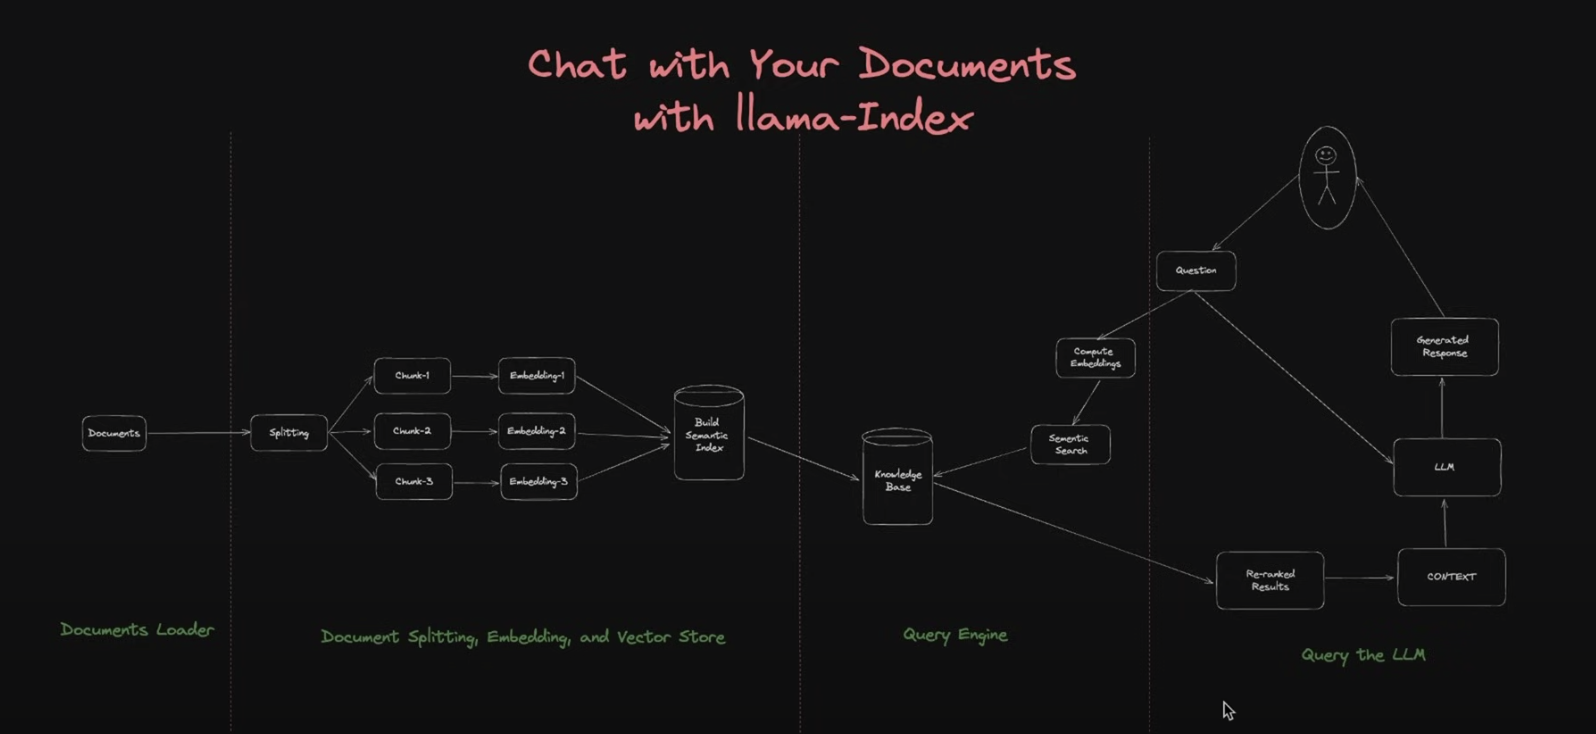 Chat with Your Documents
with llama-Index
Documents
Splitting
Chunk-1
Chunk-2
Chunk-3
Embedding-1
Embedding-2
Embedding-3
Build
Semantic
Index
Knowledge
Base
Question
Compute
Embeddings
Sementic
Search
Re-ranked
Results
CONTEXT
LLM
Generated
Response
Documents Loader
Document Splitting, Embedding, and Vector Store
Query Engine
Query the LLM